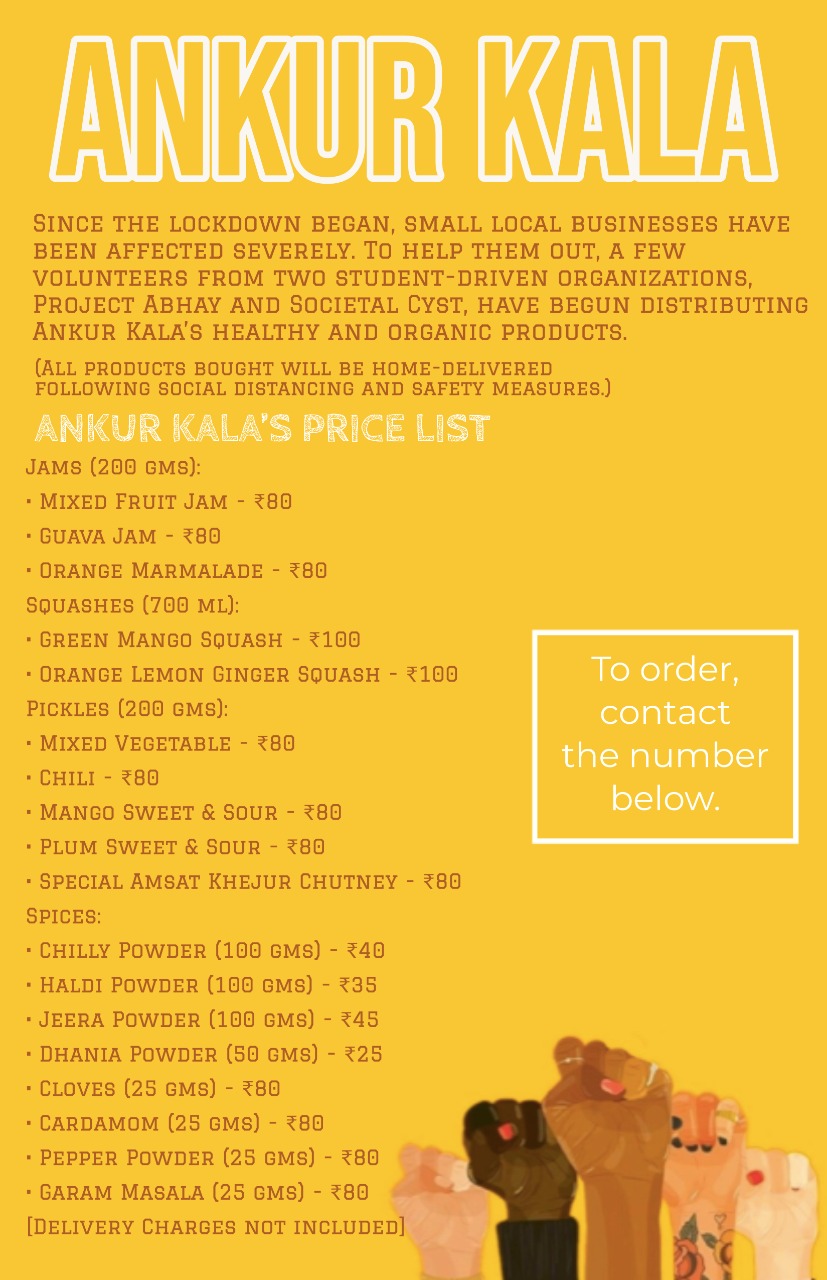 ANKUR KALA
Since the lockdown began, small local businesses have
been affected severely. To help them out, a few
volunteers from two student-driven organizations,
Project Abhay and Societal Cyst, have begun distributing
Ankur Kala's healthy and organic products.
(All products bought will be home-delivered
following social distancing and safety measures.)
ANKUR KALA'S PRICE LIST
Jams (200 gms):
• Mixed Fruit Jam - ₹80
• Guava Jam - ₹80
• Orange Marmalade - ₹80
Squashes (700 ml):
• Green Mango Squash - ₹100
• Orange Lemon Ginger Squash - ₹100
Pickles (200 gms):
• Mixed Vegetable - ₹80
• Chili - ₹80
• Mango Sweet & Sour - ₹80
• Plum Sweet & Sour - ₹80
• Special Amsat Khejur Chutney - ₹80
Spices:
• Chilly Powder (100 gms) - ₹40
• Haldi Powder (100 gms) - ₹35
• Jeera Powder (100 gms) - ₹45
• Dhania Powder (50 gms) - ₹25
• Cloves (25 gms) - ₹80
• Cardamom (25 gms) - ₹80
• Pepper Powder (25 gms) - ₹80
• Garam Masala (25 gms) - ₹80
[Delivery Charges not included]
To order,
contact
the number
below.